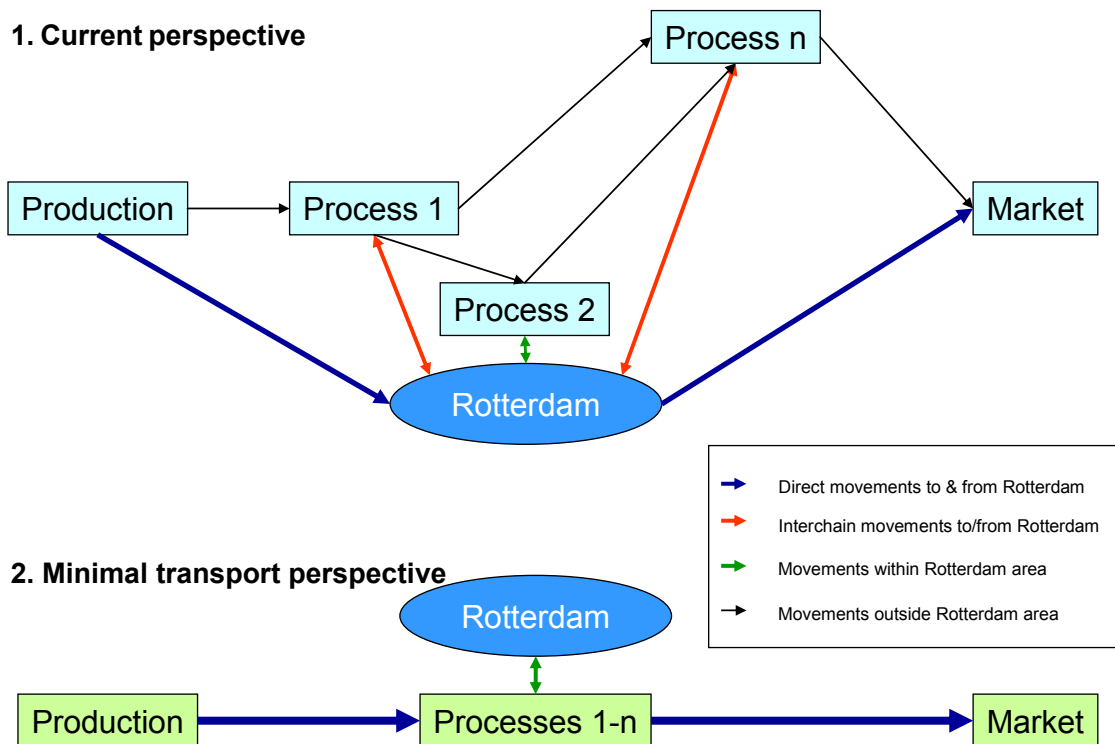 1. Current perspective
Process n
Production
Process 1
Market
Process 2
Rotterdam
Direct movements to & from Rotterdam
Interchain movements to/from Rotterdam
Movements within Rotterdam area
Movements outside Rotterdam area
2. Minimal transport perspective
Rotterdam
Production
Processes 1-n
Market